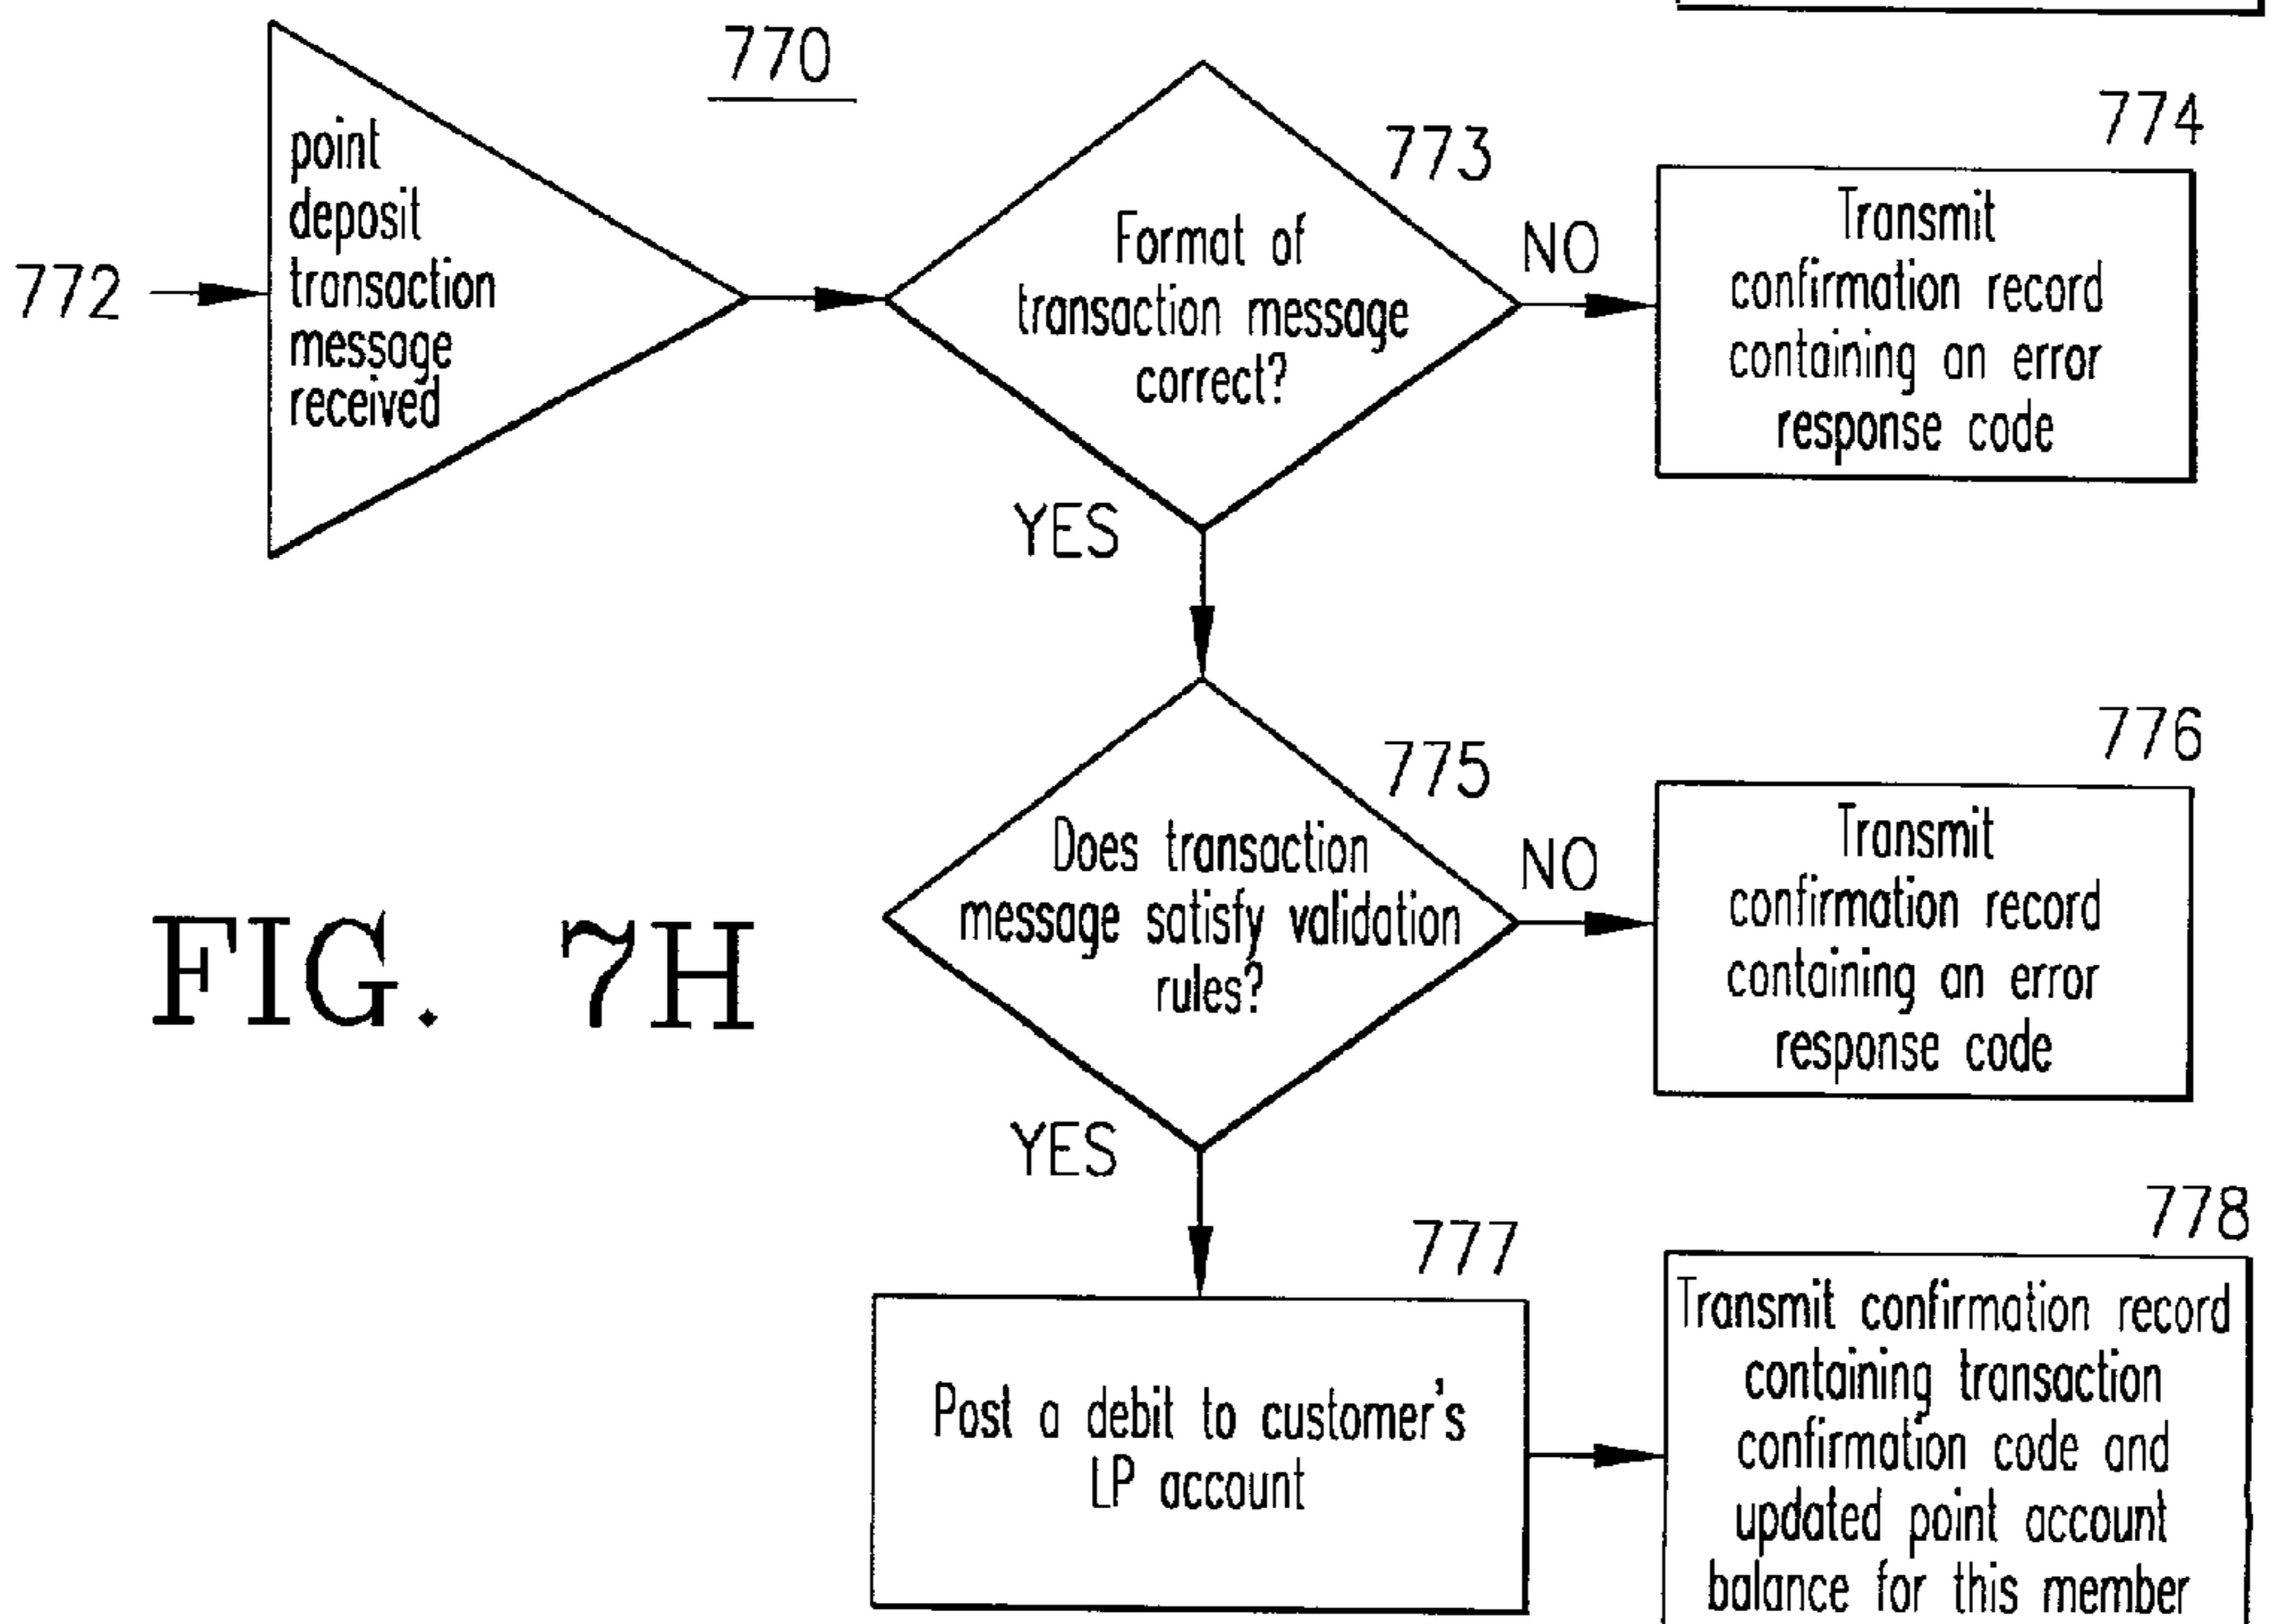 770
772
point
deposit
transaction
message
received
773
Format of
transaction message
correct?
NO
774
Transmit
confirmation record
containing an error
response code
YES
775
Does transaction
message satisfy validation
rules?
NO
776
Transmit
confirmation record
containing an error
response code
YES
777
Post a debit to customer's
LP account
778
Transmit confirmation record
containing transaction
confirmation code and
updated point account
balance for this member
FIG. 7H